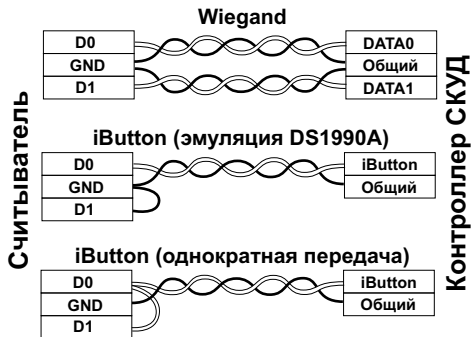 Wiegand
D0
GND
D1
DATA0
Общий
DATA1
Считыватель
Контроллер СКУД
iButton (эмуляция DS1990A)
D0
GND
D1
iButton
Общий
iButton (однократная передача)
D0
GND
D1
iButton
Общий